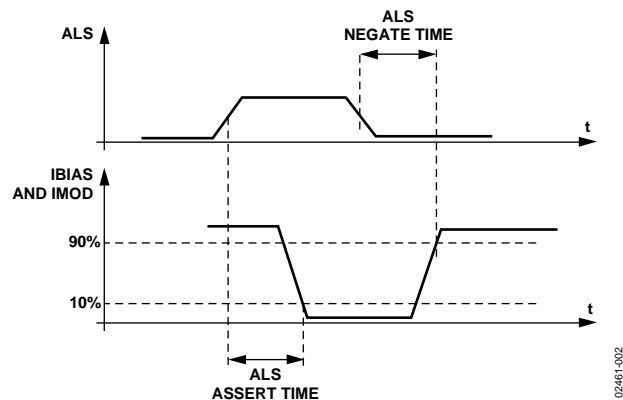 ALS
NEGATE TIME
ALS
t
IBIAS
AND IMOD
90%
10%
t
ALS
ASSERT TIME
02461-002